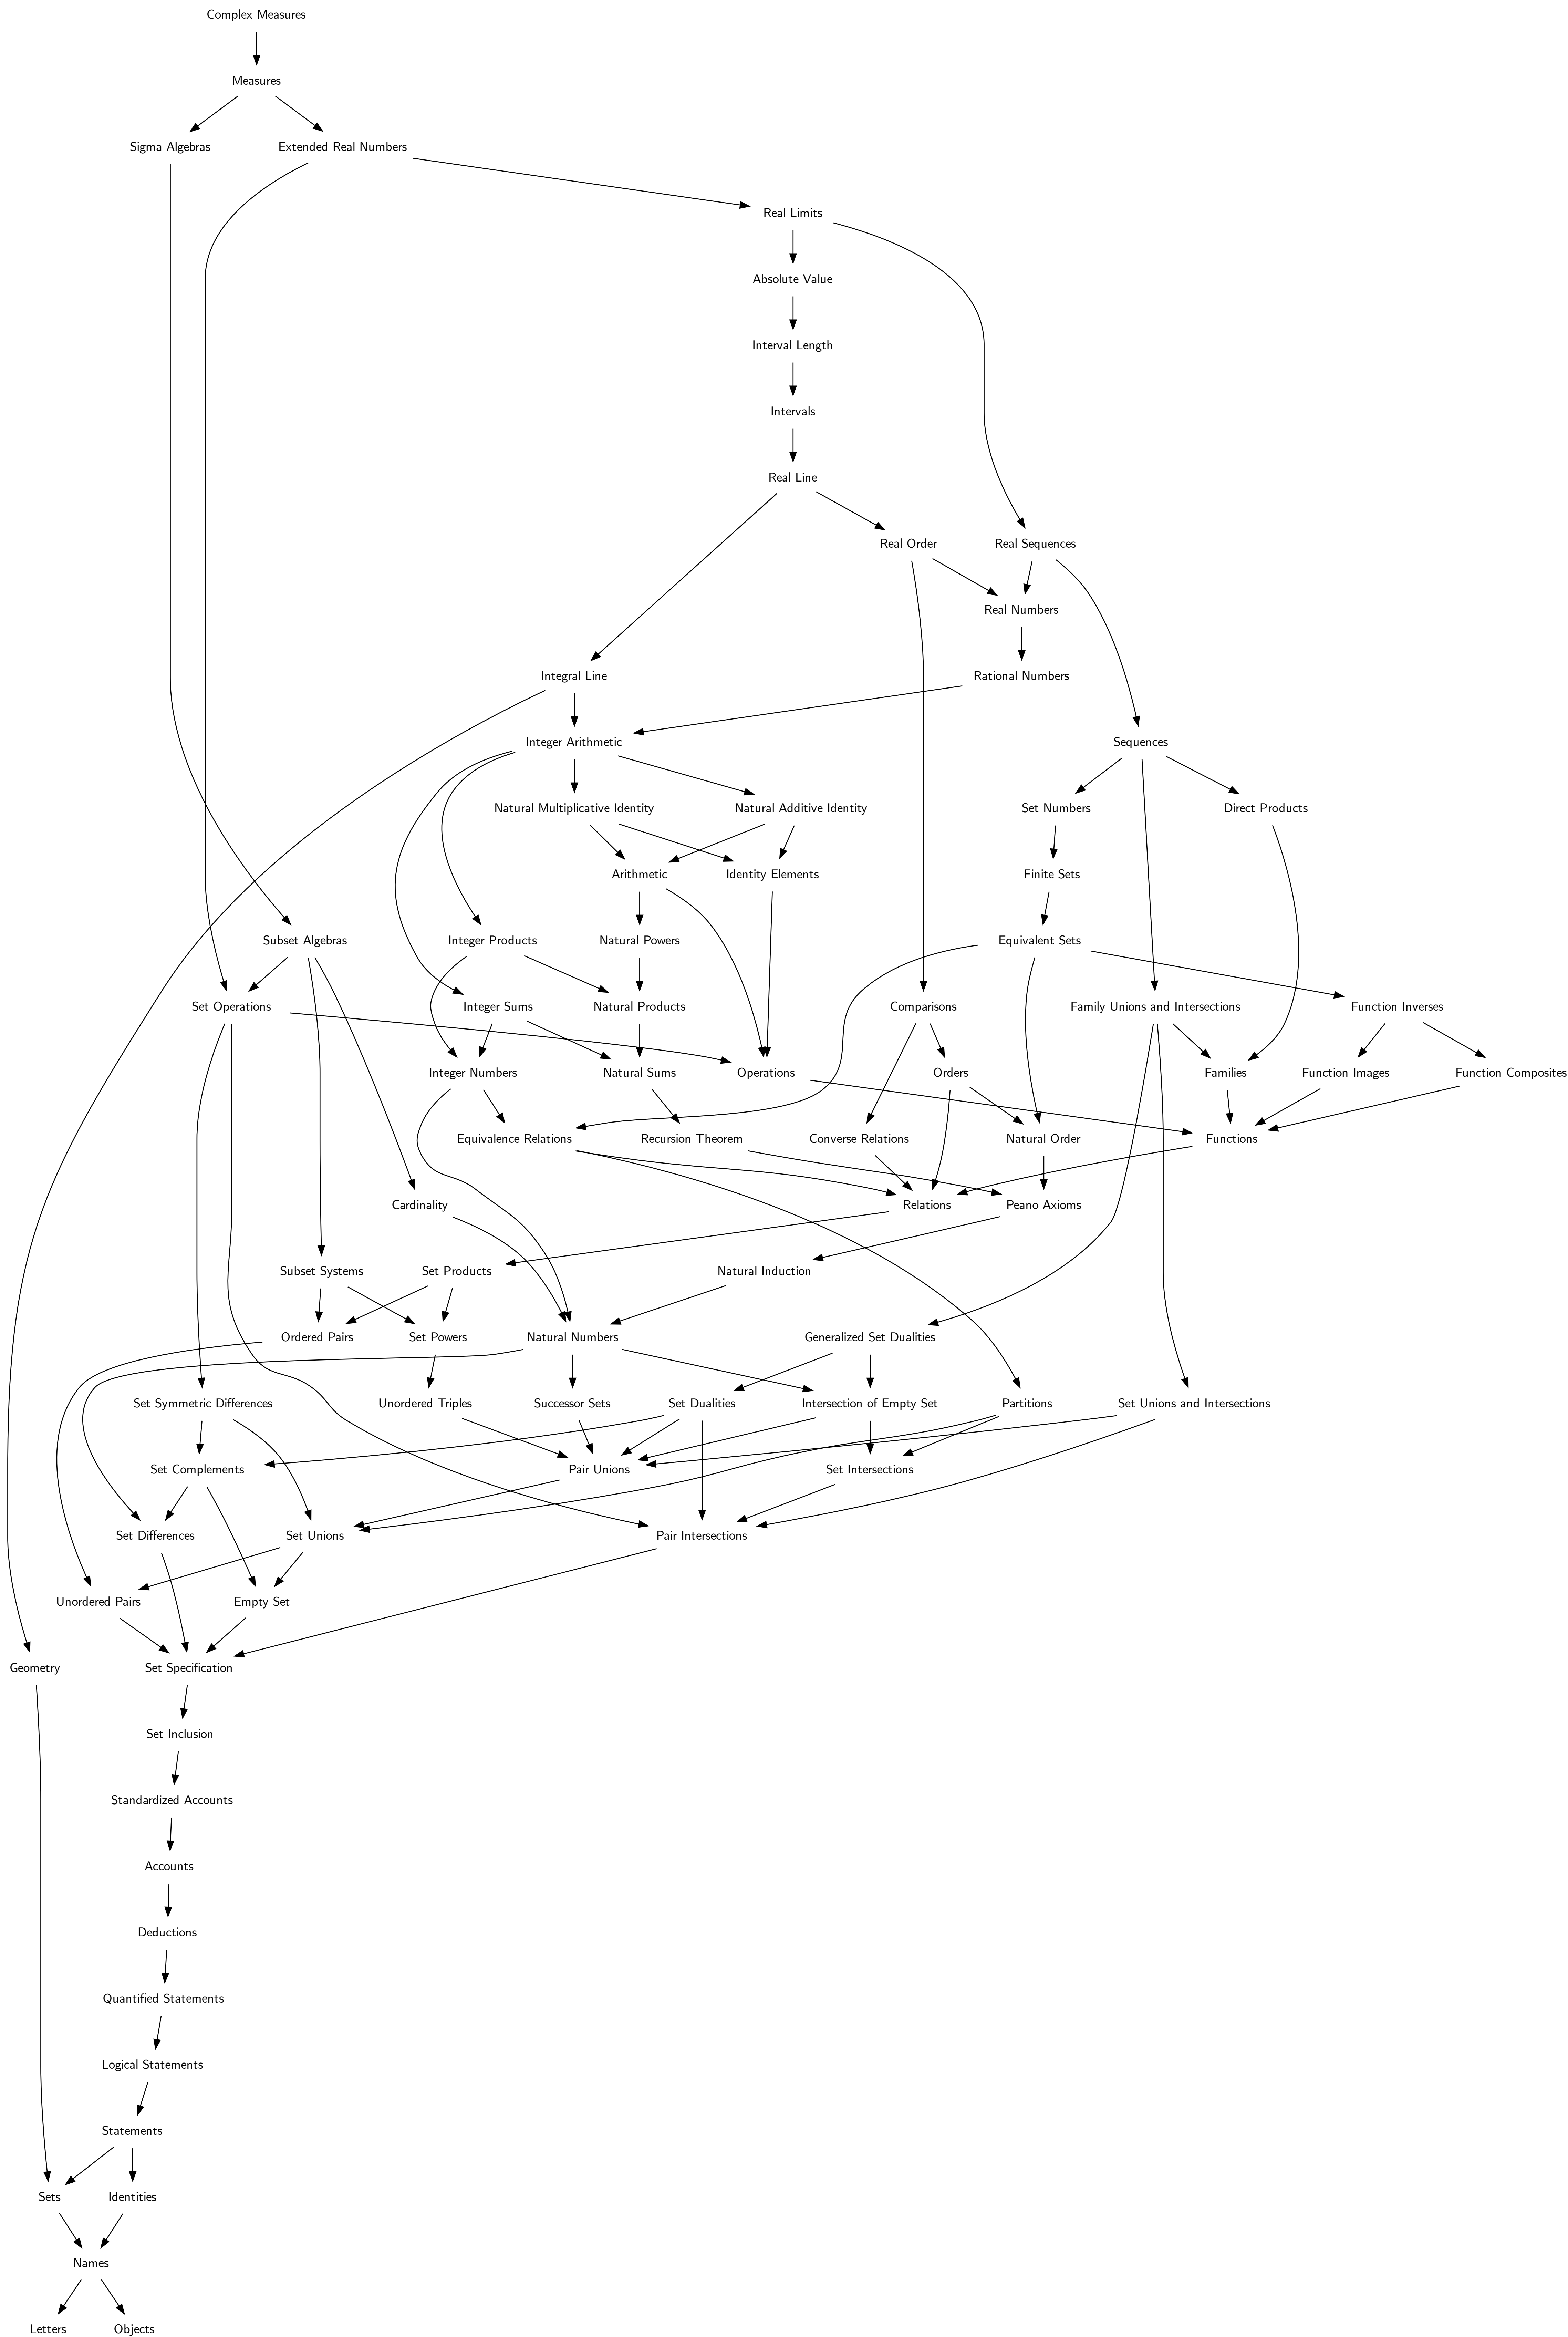 Complex Measures
Measures
Sigma Algebras
Extended Real Numbers
Real Limits
Absolute Value
Interval Length
Intervals
Real Line
Real Order
Real Sequences
Real Numbers
Integral Line
Rational Numbers
Integer Arithmetic
Sequences
Natural Multiplicative Identity
Natural Additive Identity
Set Numbers
Direct Products
Arithmetic
Identity Elements
Finite Sets
Subset Algebras
Integer Products
Natural Powers
Equivalent Sets
Set Operations
Integer Sums
Natural Products
Comparisons
Family Unions and Intersections
Function Inverses
Integer Numbers
Natural Sums
Operations
Orders
Families
Function Images
Function Composites
Equivalence Relations
Recursion Theorem
Converse Relations
Natural Order
Functions
Cardinality
Relations
Peano Axioms
Subset Systems
Set Products
Natural Induction
Ordered Pairs
Set Powers
Natural Numbers
Generalized Set Dualities
Set Symmetric Differences
Unordered Triples
Successor Sets
Set Dualities
Intersection of Empty Set
Partitions
Set Unions and Intersections
Set Complements
Pair Unions
Set Intersections
Set Differences
Set Unions
Pair Intersections
Unordered Pairs
Empty Set
Geometry
Set Specification
Set Inclusion
Standardized Accounts
Accounts
Deductions
Quantified Statements
Logical Statements
Statements
Sets
Identities
Names
Letters
Objects